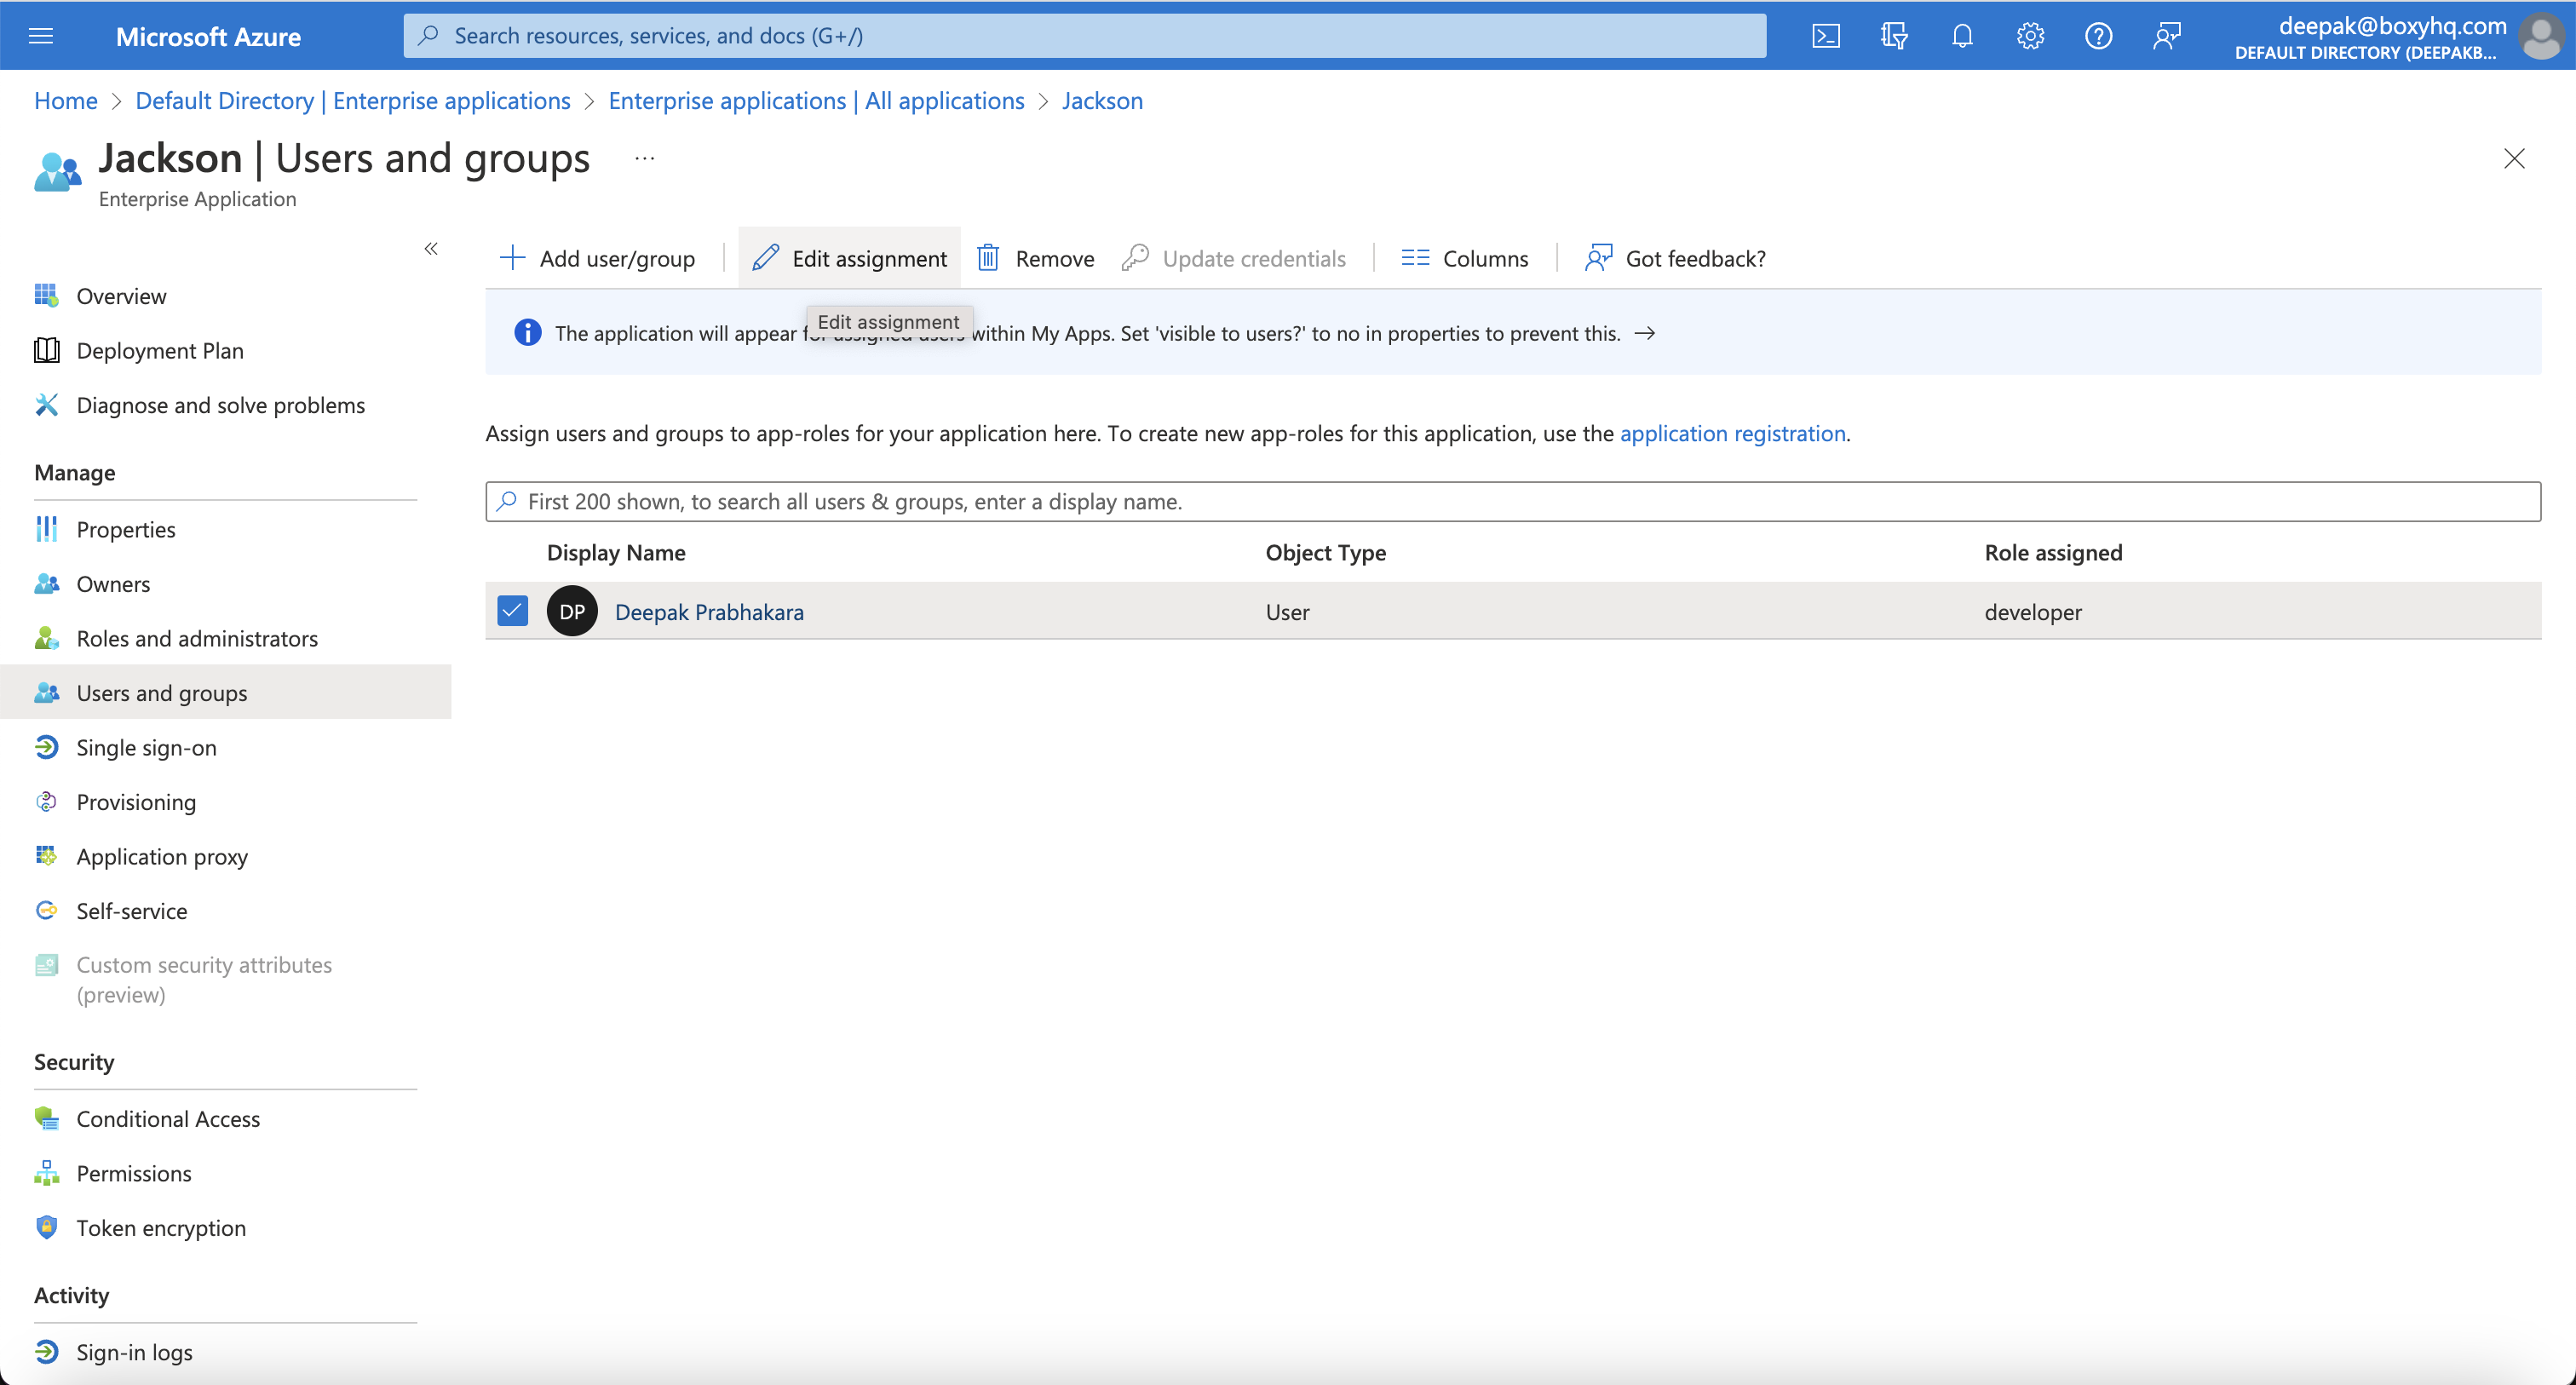 Microsoft Azure
Search resources, services, and docs (G+/)
deepak@boxyhq.com
DEFAULT DIRECTORY (DEEPAKB...
Home > Default Directory | Enterprise applications > Enterprise applications | All applications > Jackson
Jackson | Users and groups ...
Enterprise Application
Add user/group
Edit assignment
Remove
Update credentials
Columns
Got feedback?
Edit assignment
The application will appear for assigned users within My Apps. Set 'visible to users?' to no in properties to prevent this. →
Assign users and groups to app-roles for your application here. To create new app-roles for this application, use the application registration.
First 200 shown, to search all users & groups, enter a display name.
Display Name Object Type Role assigned
DP Deepak Prabhakara User developer
Overview
Deployment Plan
Diagnose and solve problems
Manage
Properties
Owners
Roles and administrators
Users and groups
Single sign-on
Provisioning
Application proxy
Self-service
Custom security attributes
(preview)
Security
Conditional Access
Permissions
Token encryption
Activity
Sign-in logs